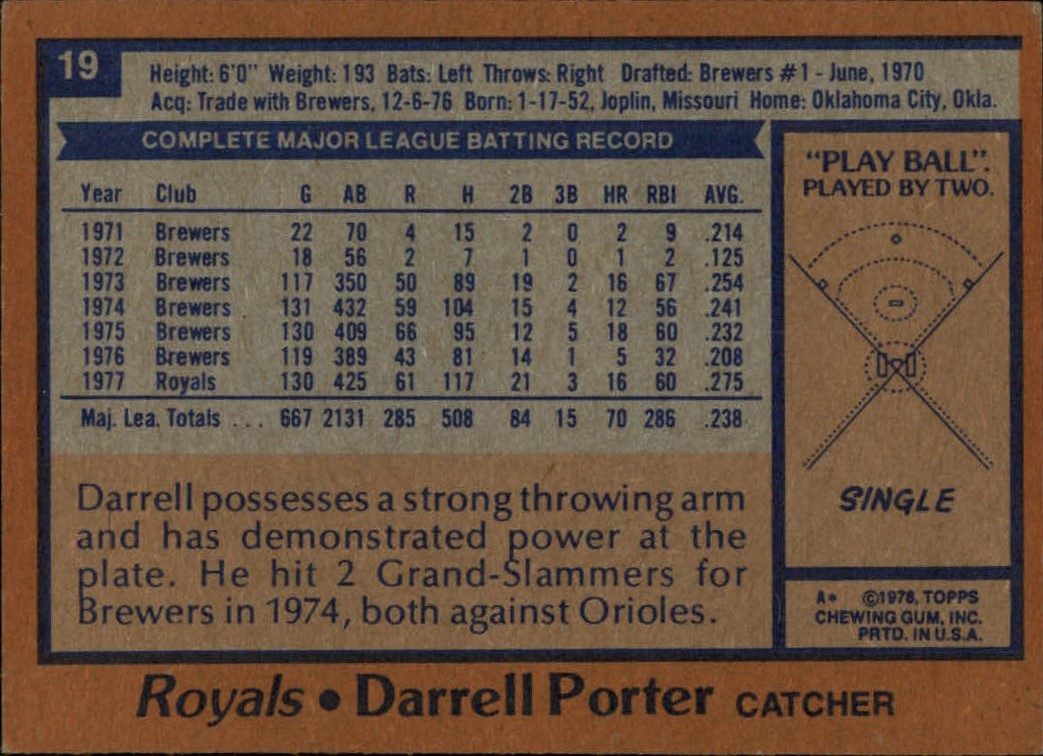 19
Height: 6'0" Weight: 193 Bats: Left Throws: Right Drafted: Brewers #1 - June, 1970
Acq: Trade with Brewers, 12-6-76 Born: 1-17-52, Joplin, Missouri Home: Oklahoma City, Okla.
COMPLETE MAJOR LEAGUE BATTING RECORD
Year Club G AB R H 2B 3B HR RBI AVG.
1971 Brewers 22 70 4 15 2 0 2 9 .214
1972 Brewers 18 56 2 7 1 0 1 2 .125
1973 Brewers 117 350 50 89 19 2 16 67 .254
1974 Brewers 131 432 59 104 15 4 12 56 .241
1975 Brewers 130 409 66 95 12 5 18 60 .232
1976 Brewers 119 389 43 81 14 1 5 32 .208
1977 Royals 130 425 61 117 21 3 16 60 .275
Maj. Lea. Totals ... 667 2131 285 508 84 15 70 286 .238
Darrell possesses a strong throwing arm
and has demonstrated power at the
plate. He hit 2 Grand-Slammers for
Brewers in 1974, both against Orioles.
"PLAY BALL".
PLAYED BY TWO.
SINGLE
A* ©1978, TOPPS
CHEWING GUM, INC.
PRTD. IN U.S.A.
Royals • Darrell Porter CATCHER